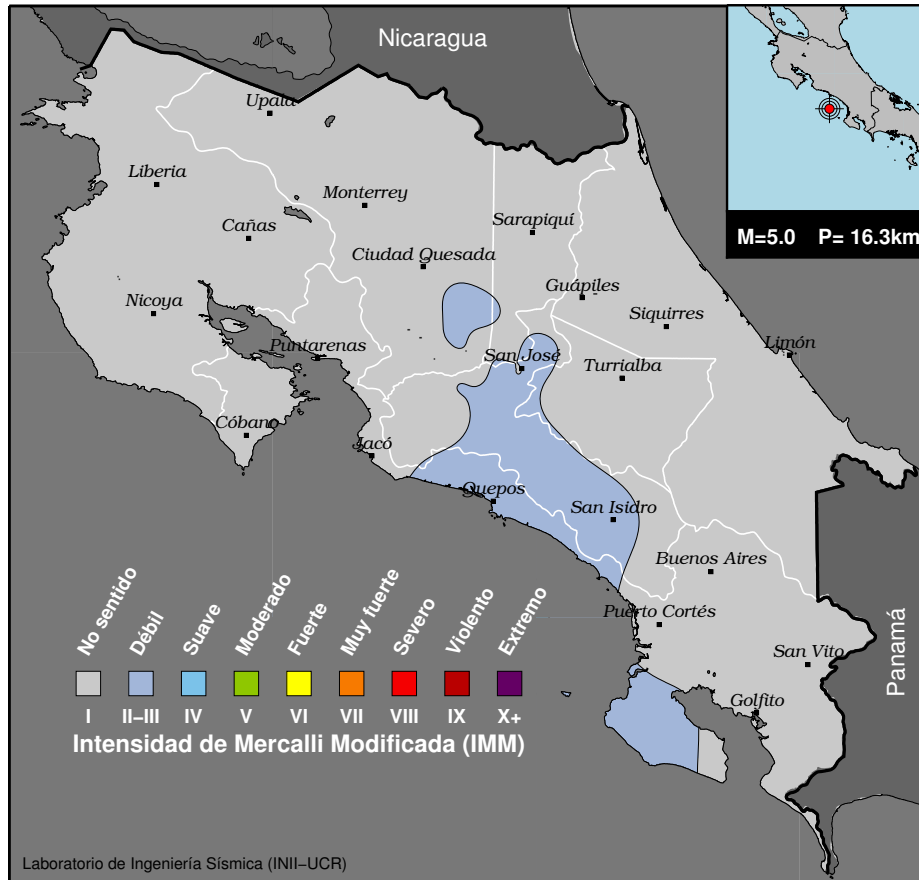 Nicaragua
Upala
Liberia
Monterrey
Cañas
Sarapiquí
M=5.0 P= 16.3km
Ciudad Quesada
Guápiles
Nicoya
Siquirres
Puntarenas
San José
Limón
Turrialba
Cóbano
Jacó
Quepos
San Isidro
Buenos Aires
Puerto Cortés
San Vito
Golfito
Panamá
No sentido
Débil
Suave
Moderado
Fuerte
Muy fuerte
Severo
Violento
Extremo
I II–III IV V VI VII VIII IX X+
Intensidad de Mercalli Modificada (IMM)
Laboratorio de Ingeniería Sísmica (INII–UCR)